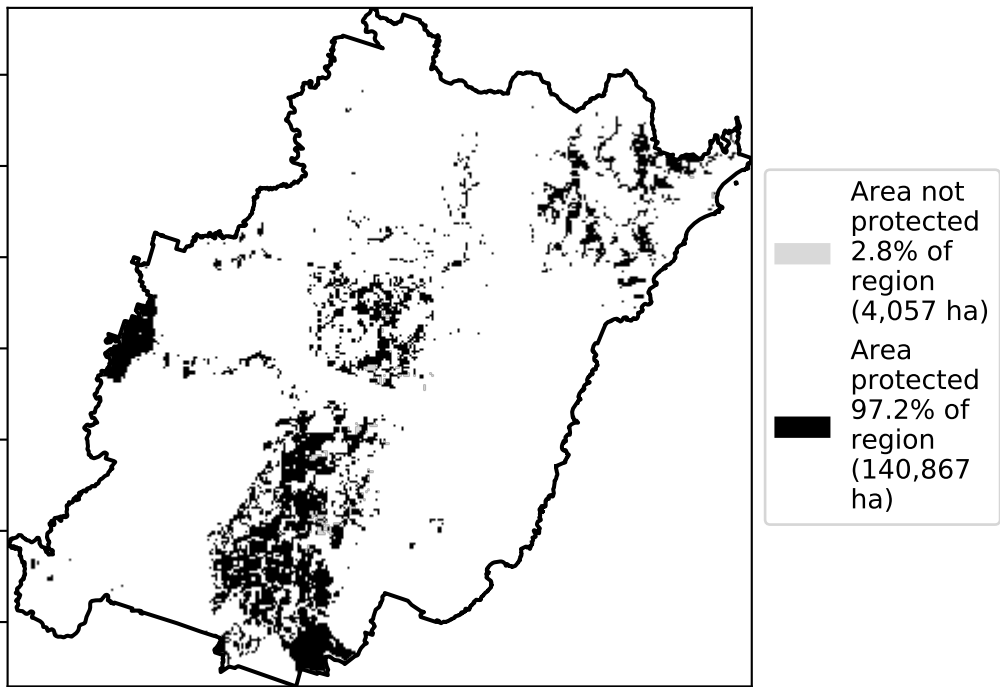 Area not
protected
2.8% of
region
(4,057 ha)
Area
protected
97.2% of
region
(140,867
ha)